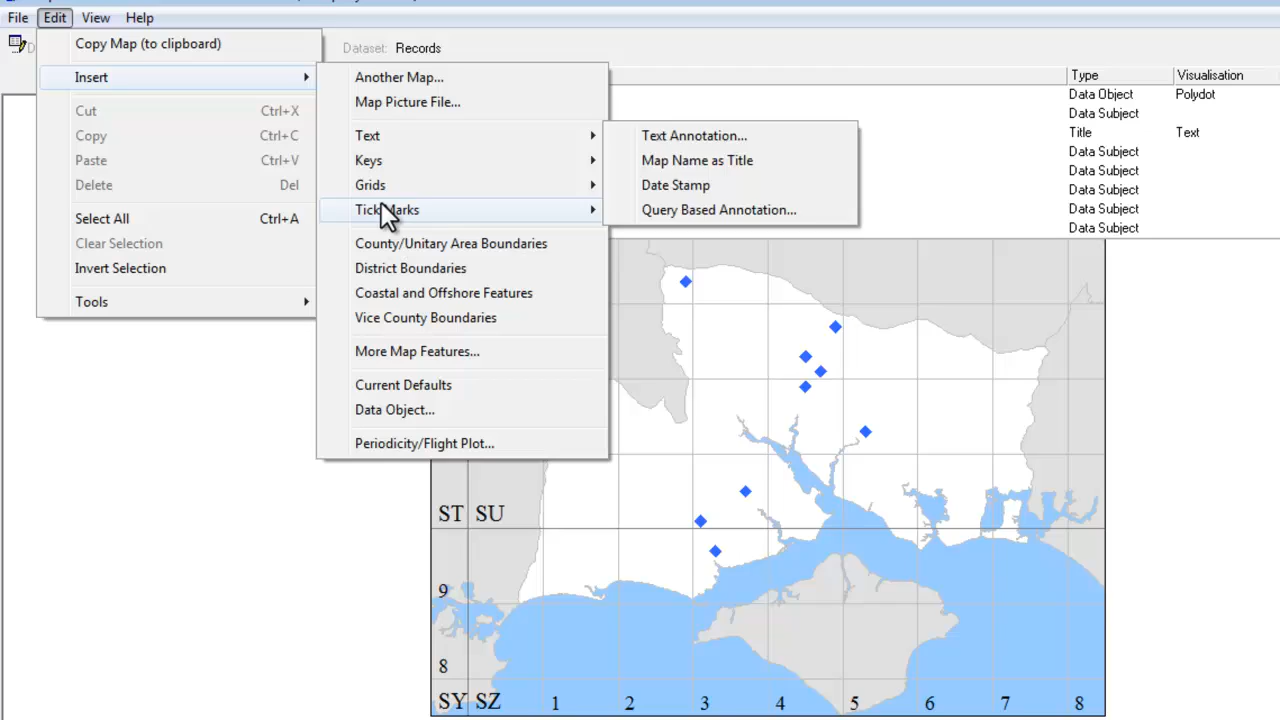 File Edit View Help
Copy Map (to clipboard)
Dataset: Records
Insert
Another Map...
Map Picture File...
Type Visualisation
Data Object Polydot
Data Subject
Title Text
Data Subject
Data Subject
Data Subject
Data Subject
Data Subject
Cut Ctrl+X
Copy Ctrl+C
Paste Ctrl+V
Delete Del
Select All Ctrl+A
Clear Selection
Invert Selection
Tools
Text
Keys
Grids
Tick Marks
County/Unitary Area Boundaries
District Boundaries
Coastal and Offshore Features
Vice County Boundaries
More Map Features...
Current Defaults
Data Object...
Periodicity/Flight Plot...
Text Annotation...
Map Name as Title
Date Stamp
Query Based Annotation...
ST SU
9
8
SY SZ 1 2 3 4 5 6 7 8